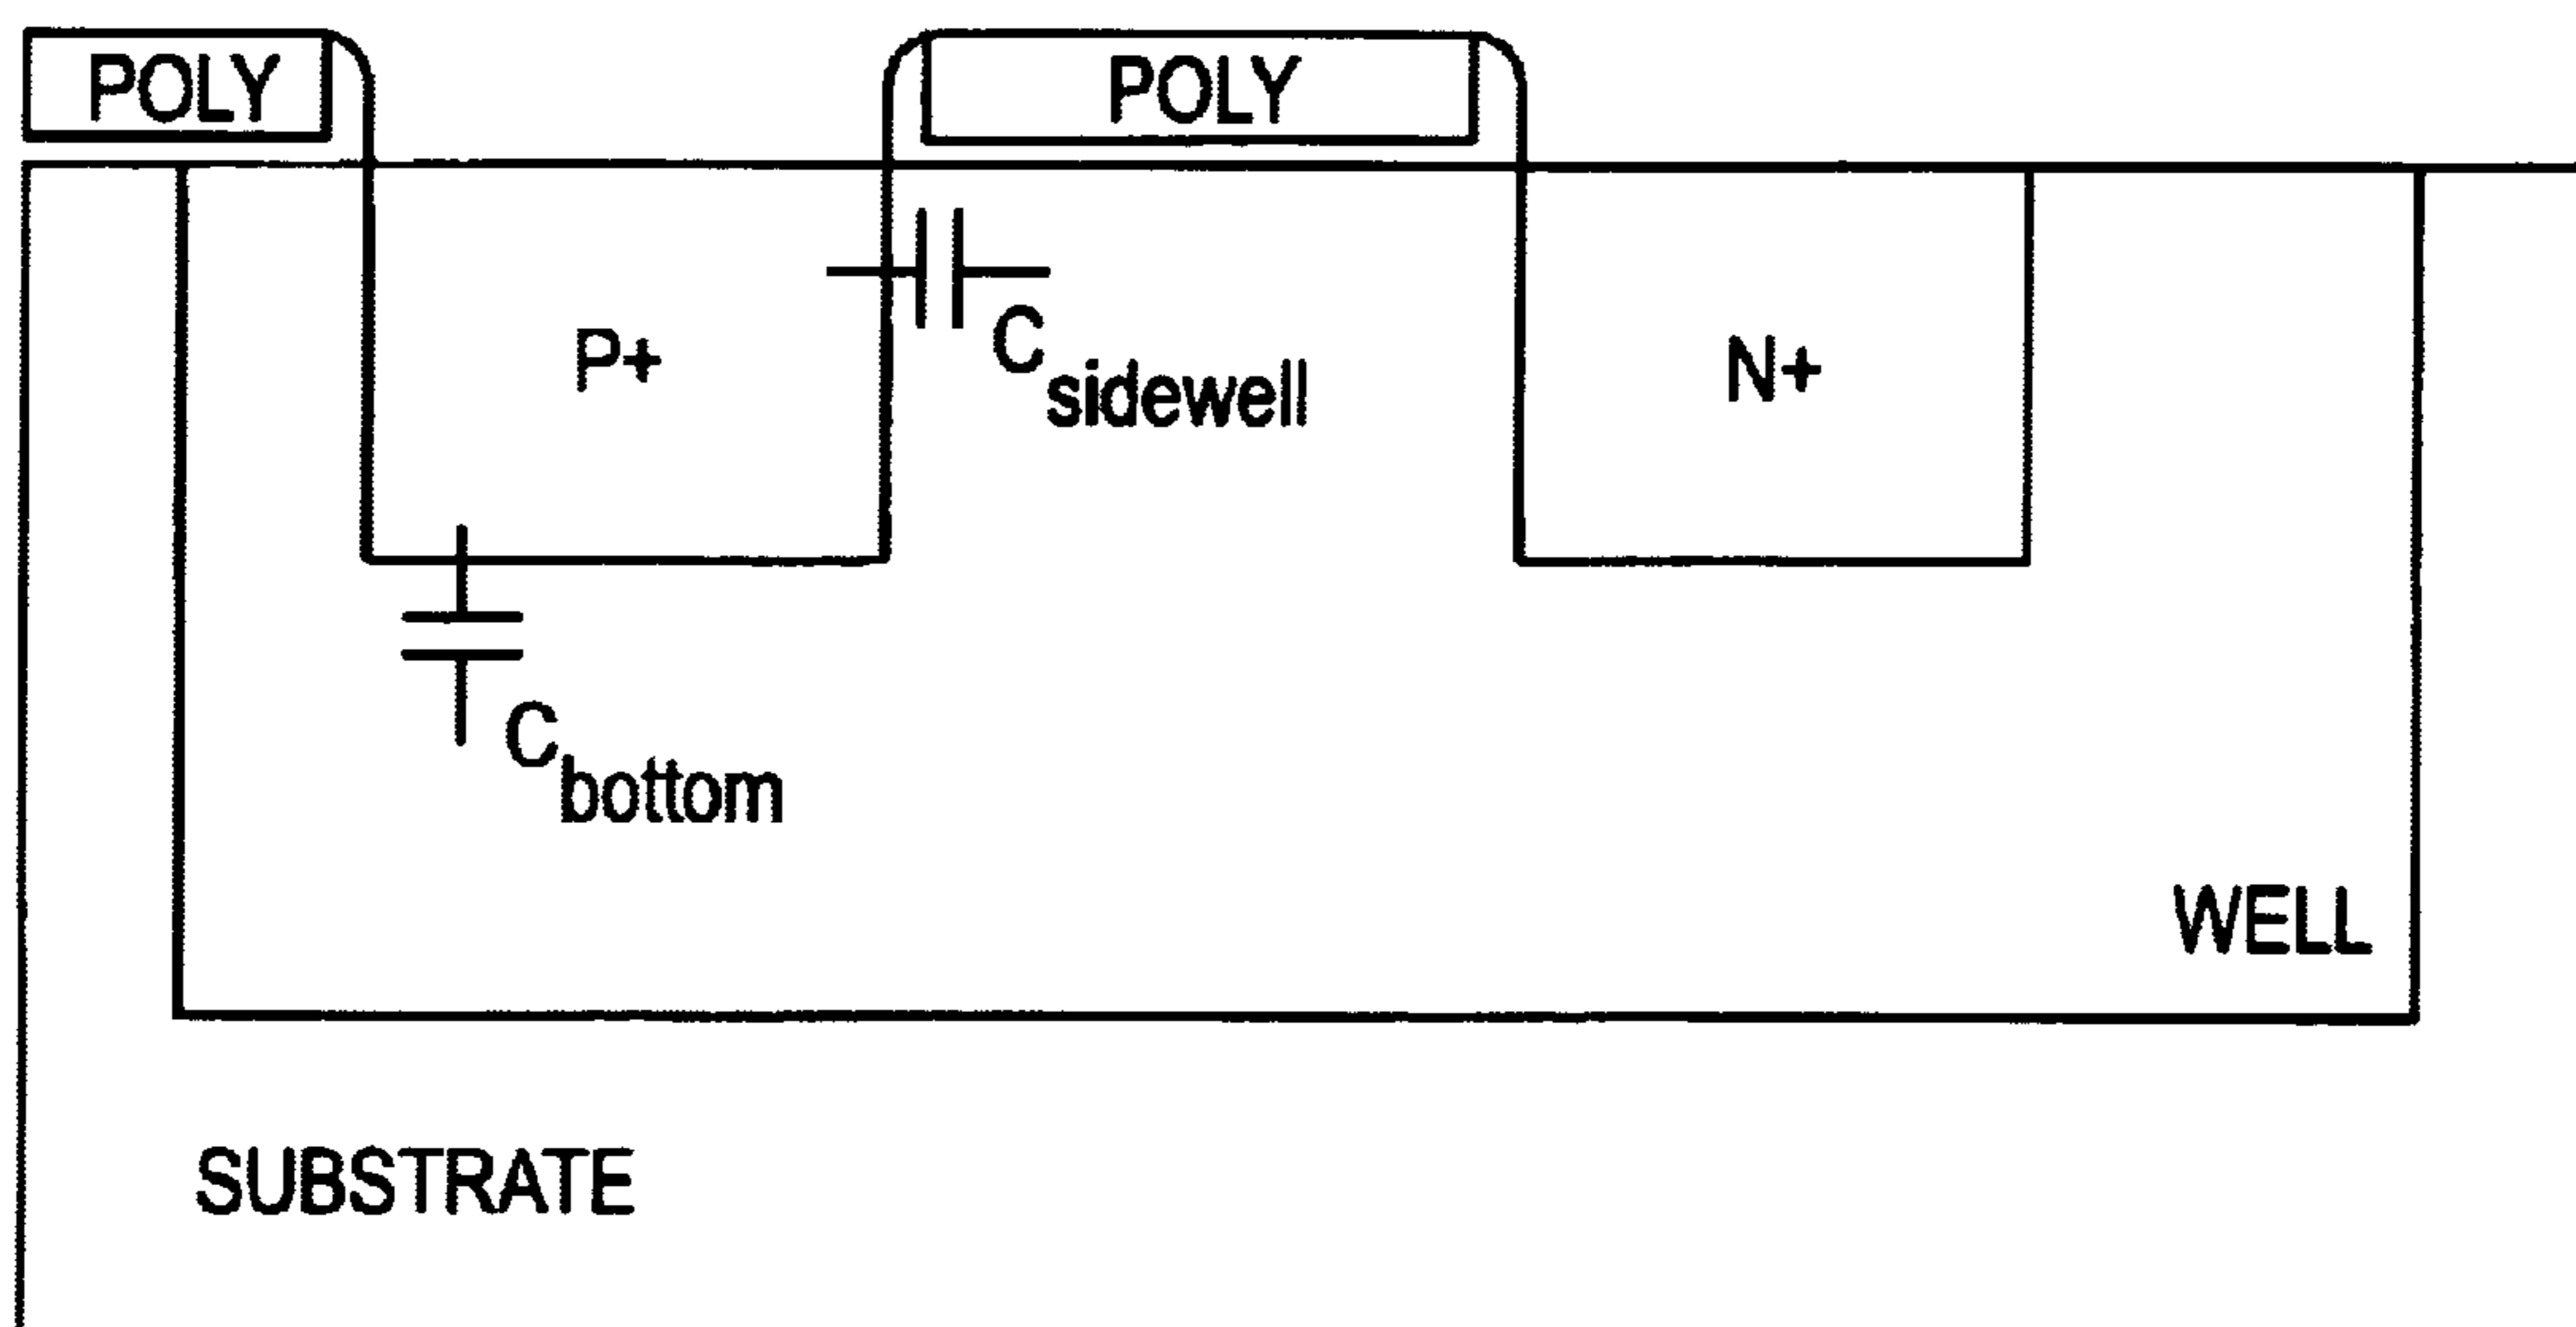 POLY
POLY
P+
C sidewell
N+
C bottom
WELL
SUBSTRATE